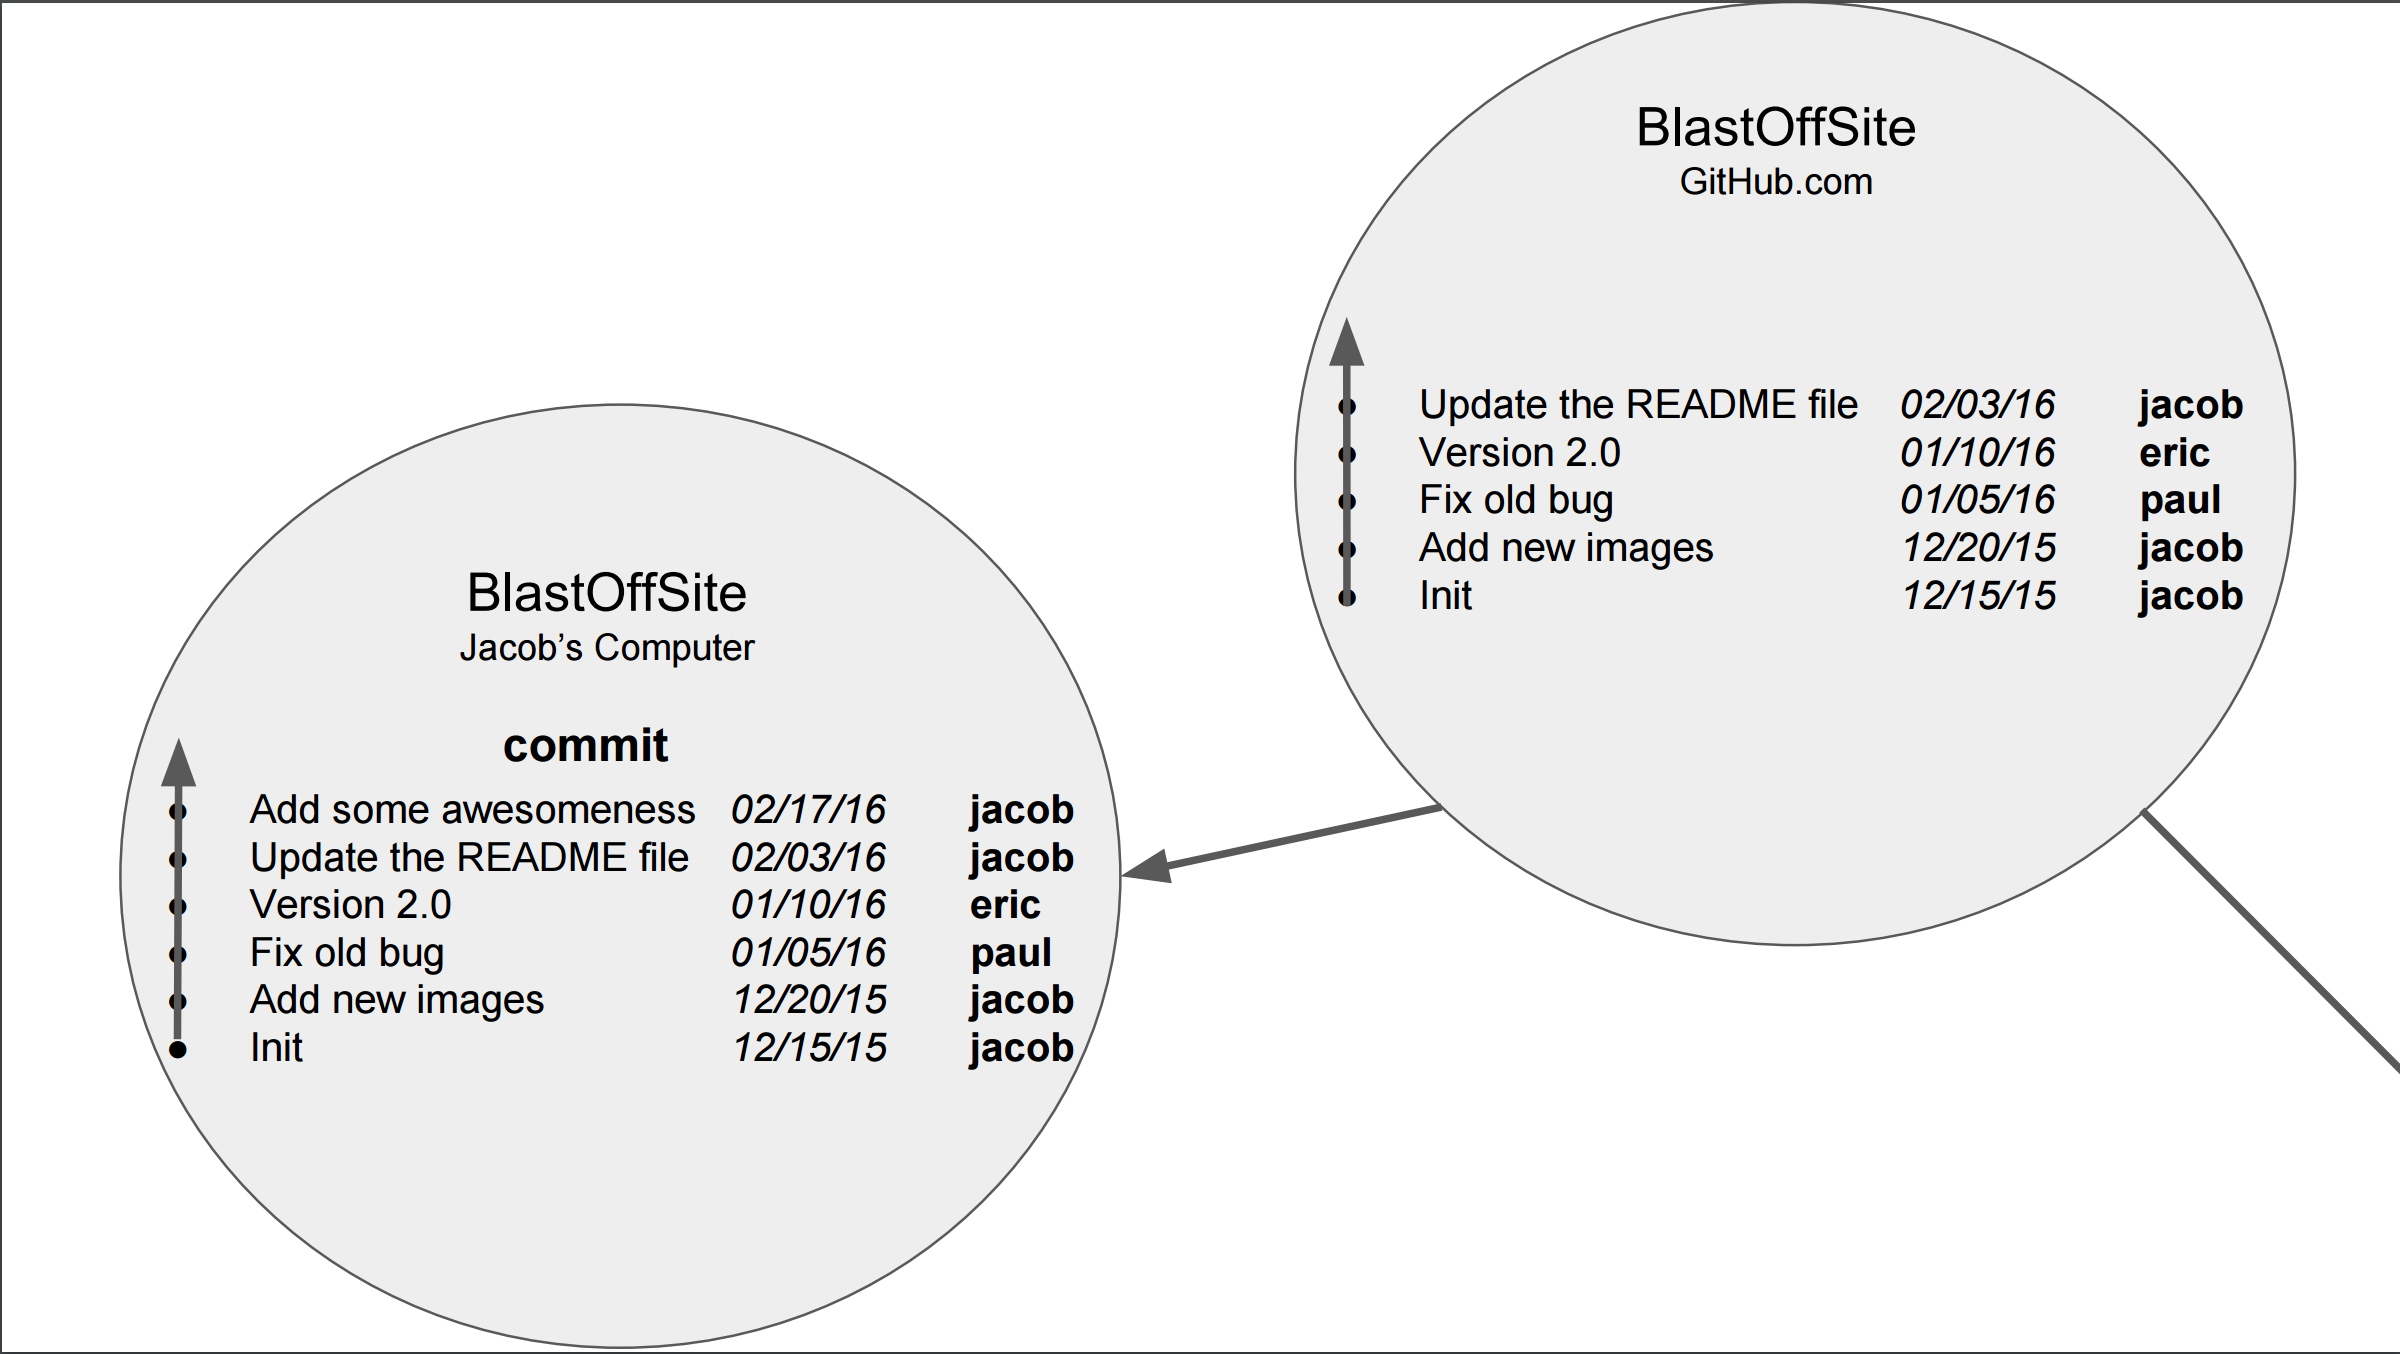 BlastOffSite
GitHub.com
Update the README file 02/03/16 jacob
Version 2.0 01/10/16 eric
Fix old bug 01/05/16 paul
Add new images 12/20/15 jacob
Init 12/15/15 jacob
BlastOffSite
Jacob’s Computer
commit
Add some awesomeness 02/17/16 jacob
Update the README file 02/03/16 jacob
Version 2.0 01/10/16 eric
Fix old bug 01/05/16 paul
Add new images 12/20/15 jacob
Init 12/15/15 jacob